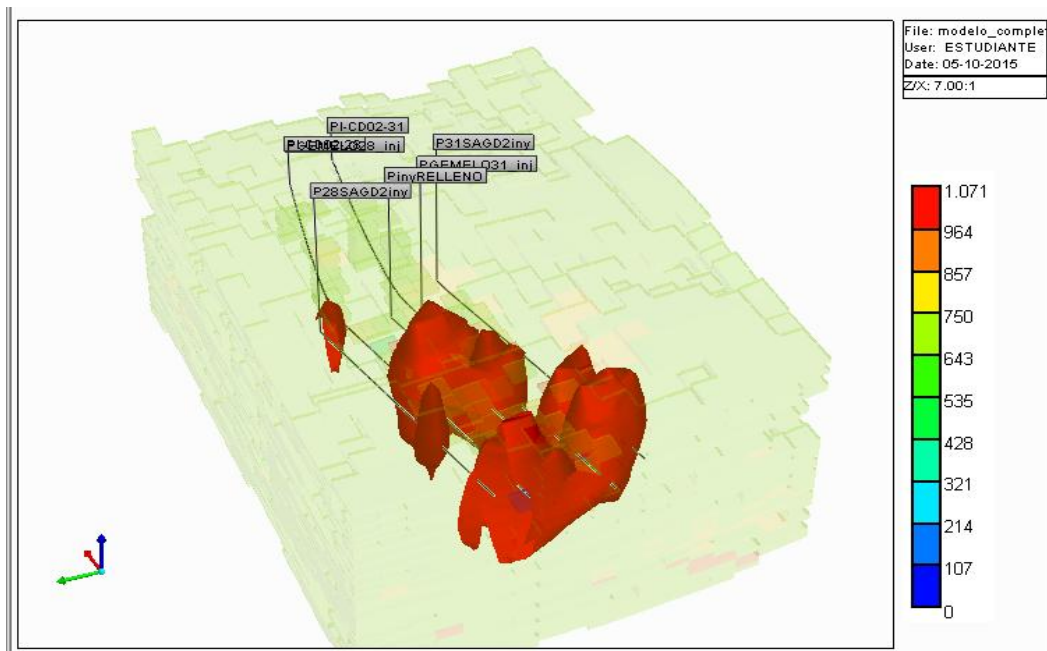 File: modelo_comple
User: ESTUDIANTE
Date: 05-10-2015
Z/X: 7.00:1
PI-CD02-31
P31SAGD2iny
PGEMELO31_inj
PinyRELLENO
P28SAGD2iny
1.071
964
857
750
643
535
428
321
214
107
0